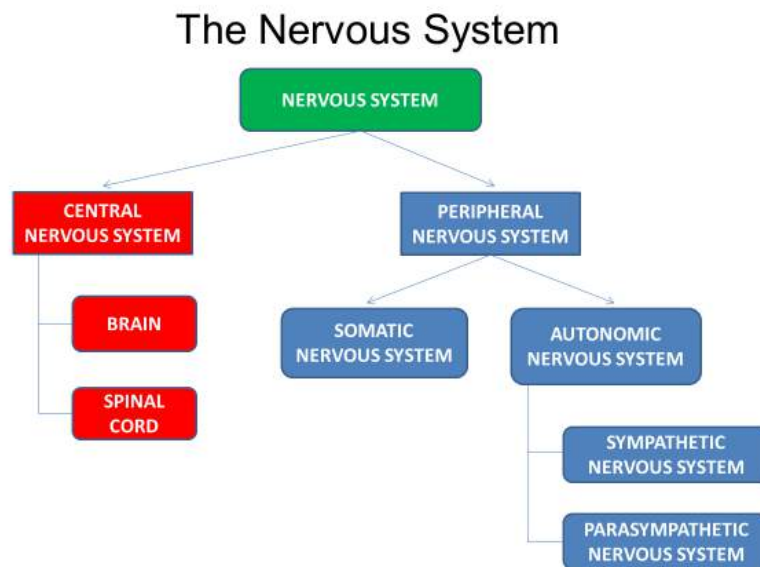 The Nervous System
NERVOUS SYSTEM
CENTRAL
NERVOUS SYSTEM
PERIPHERAL
NERVOUS SYSTEM
BRAIN
SOMATIC
NERVOUS SYSTEM
AUTONOMIC
NERVOUS SYSTEM
SPINAL
CORD
SYMPATHETIC
NERVOUS SYSTEM
PARASYMPATHETIC
NERVOUS SYSTEM